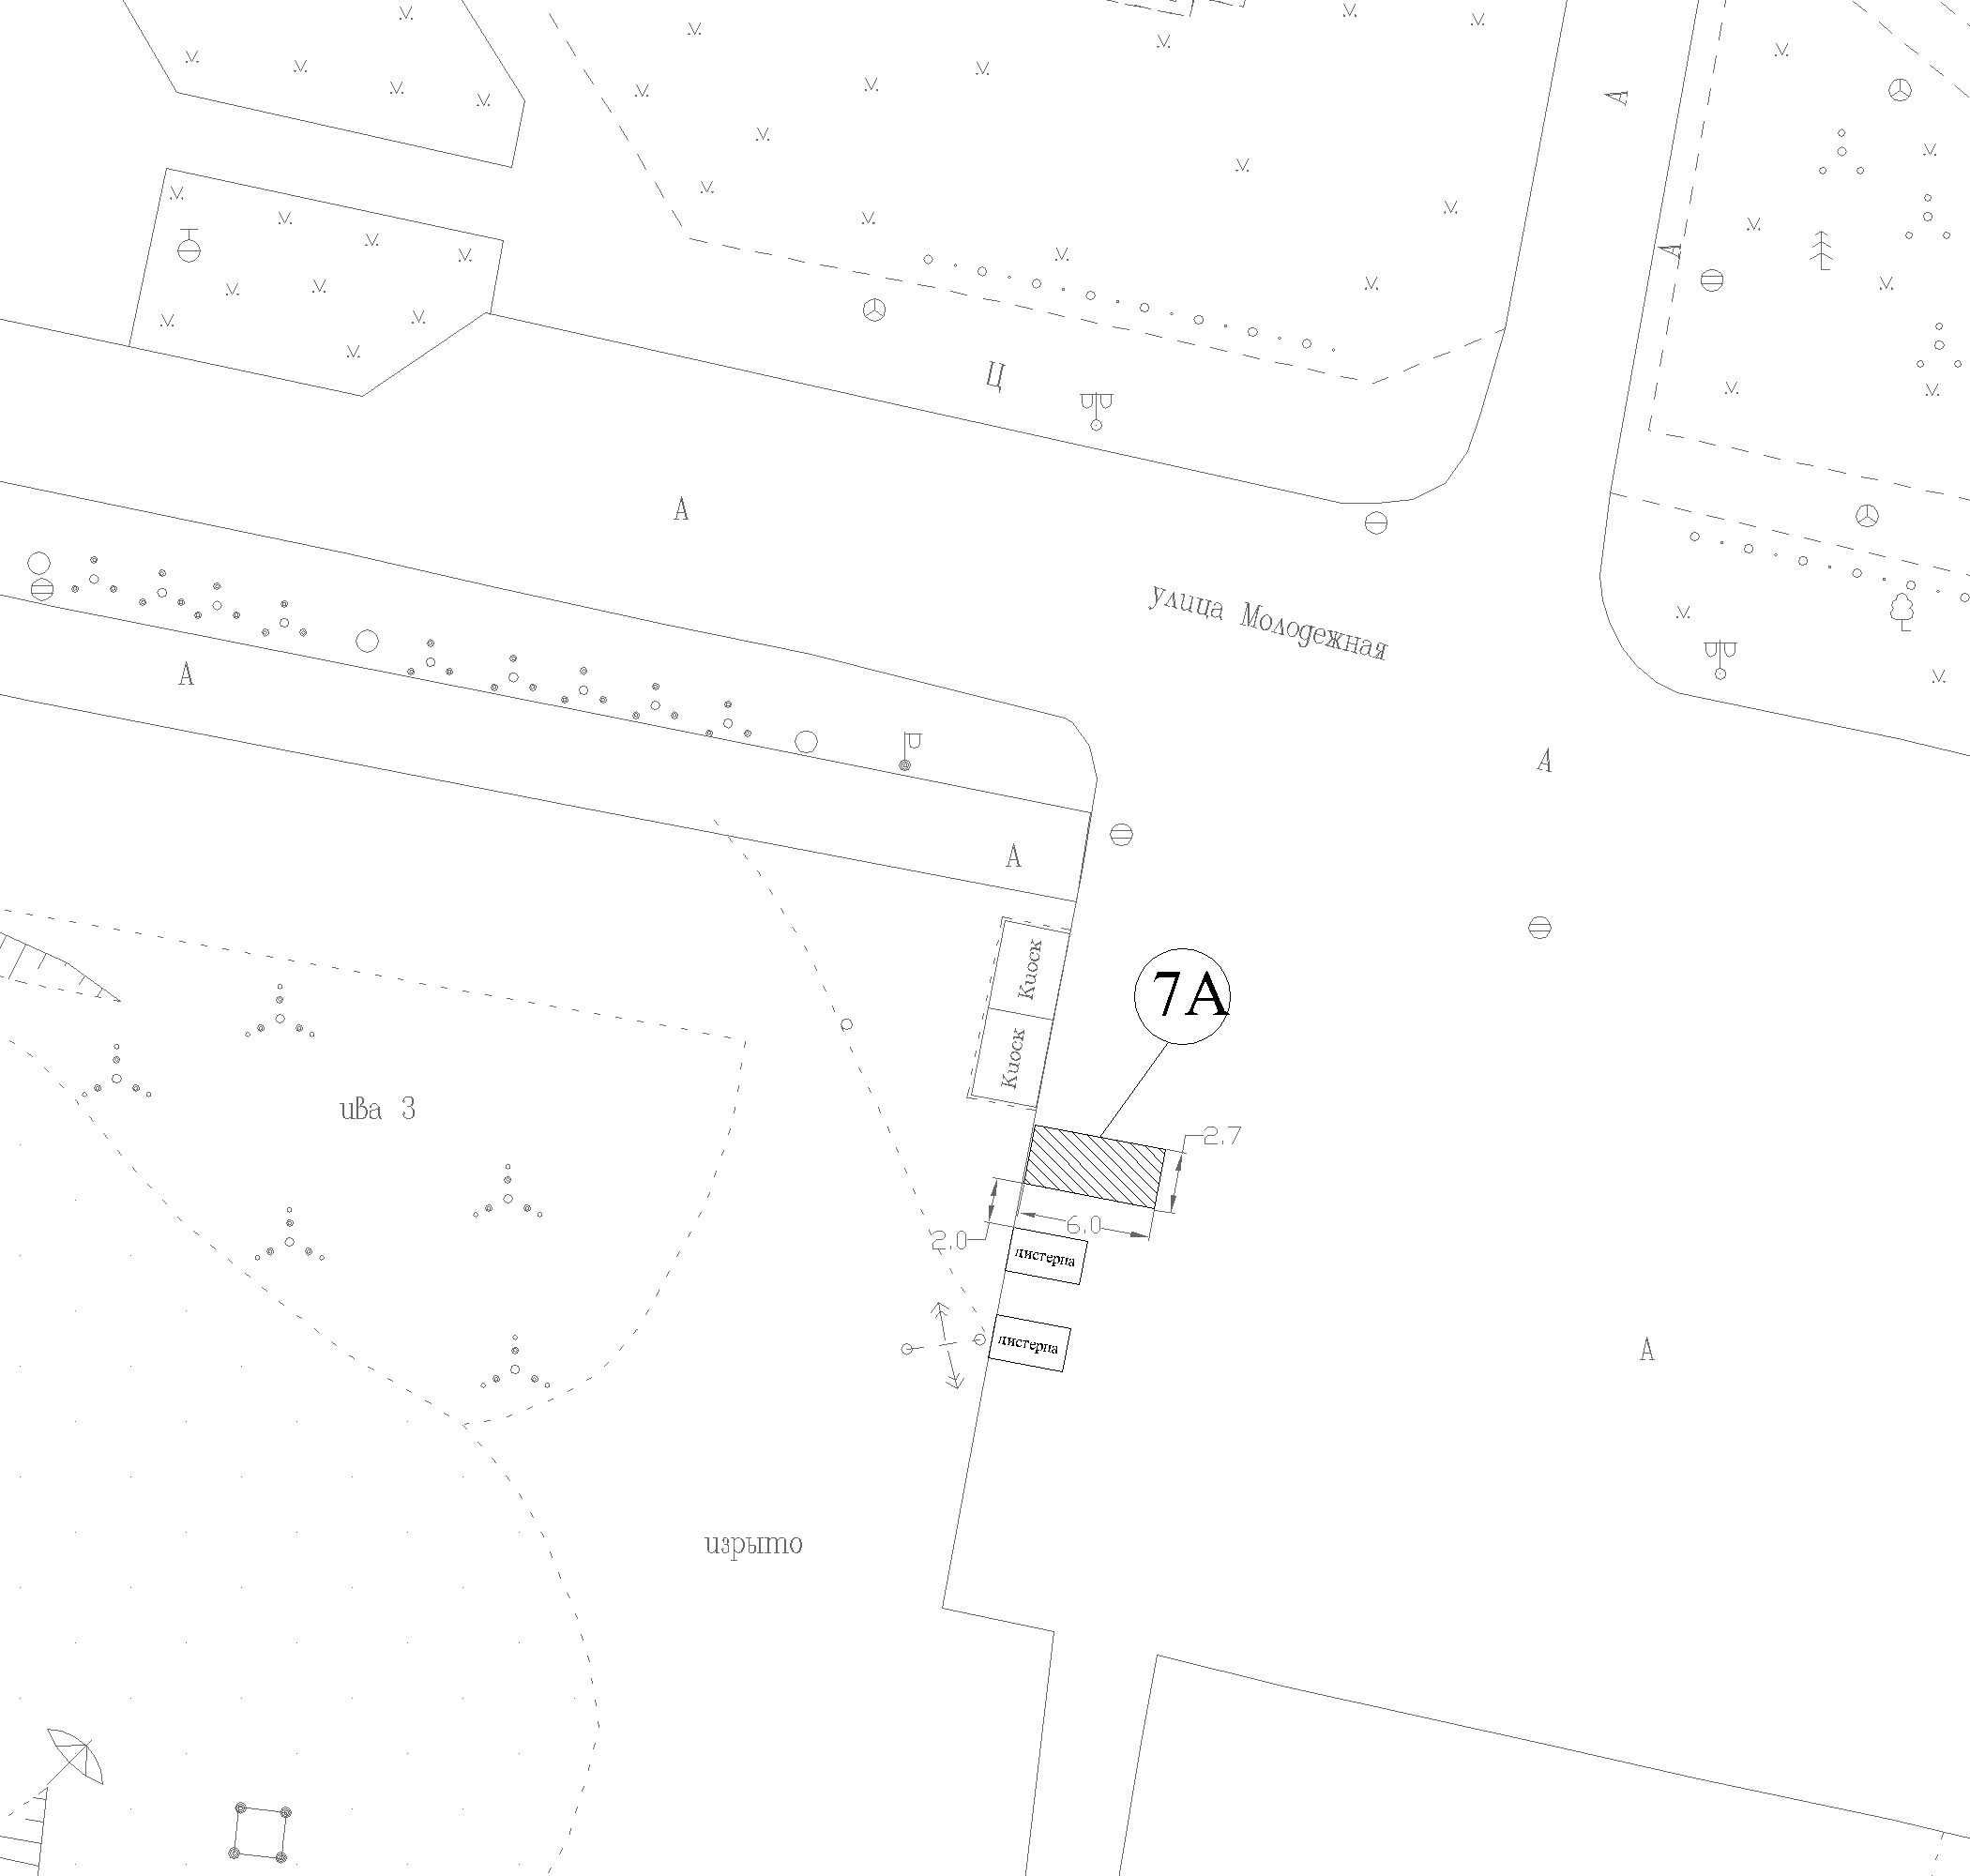 А
А
Ц
А
улица Молодежная
А
А
А
Киоск
7А
Киоск
ива 3
2.7
6.0
2.0
цистерна
цистерна
А
изрыто